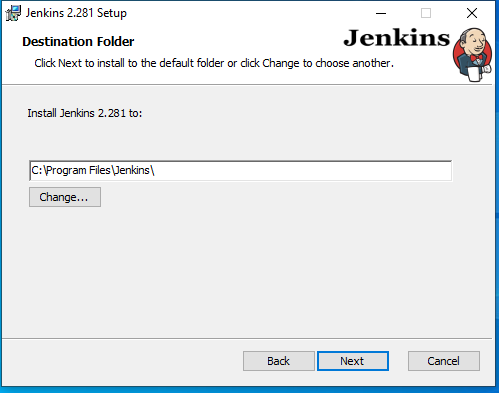 Jenkins 2.281 Setup
Destination Folder
Jenkins
Click Next to install to the default folder or click Change to choose another.
Install Jenkins 2.281 to:
C:\Program Files\Jenkins\
Change...
Back
Next
Cancel